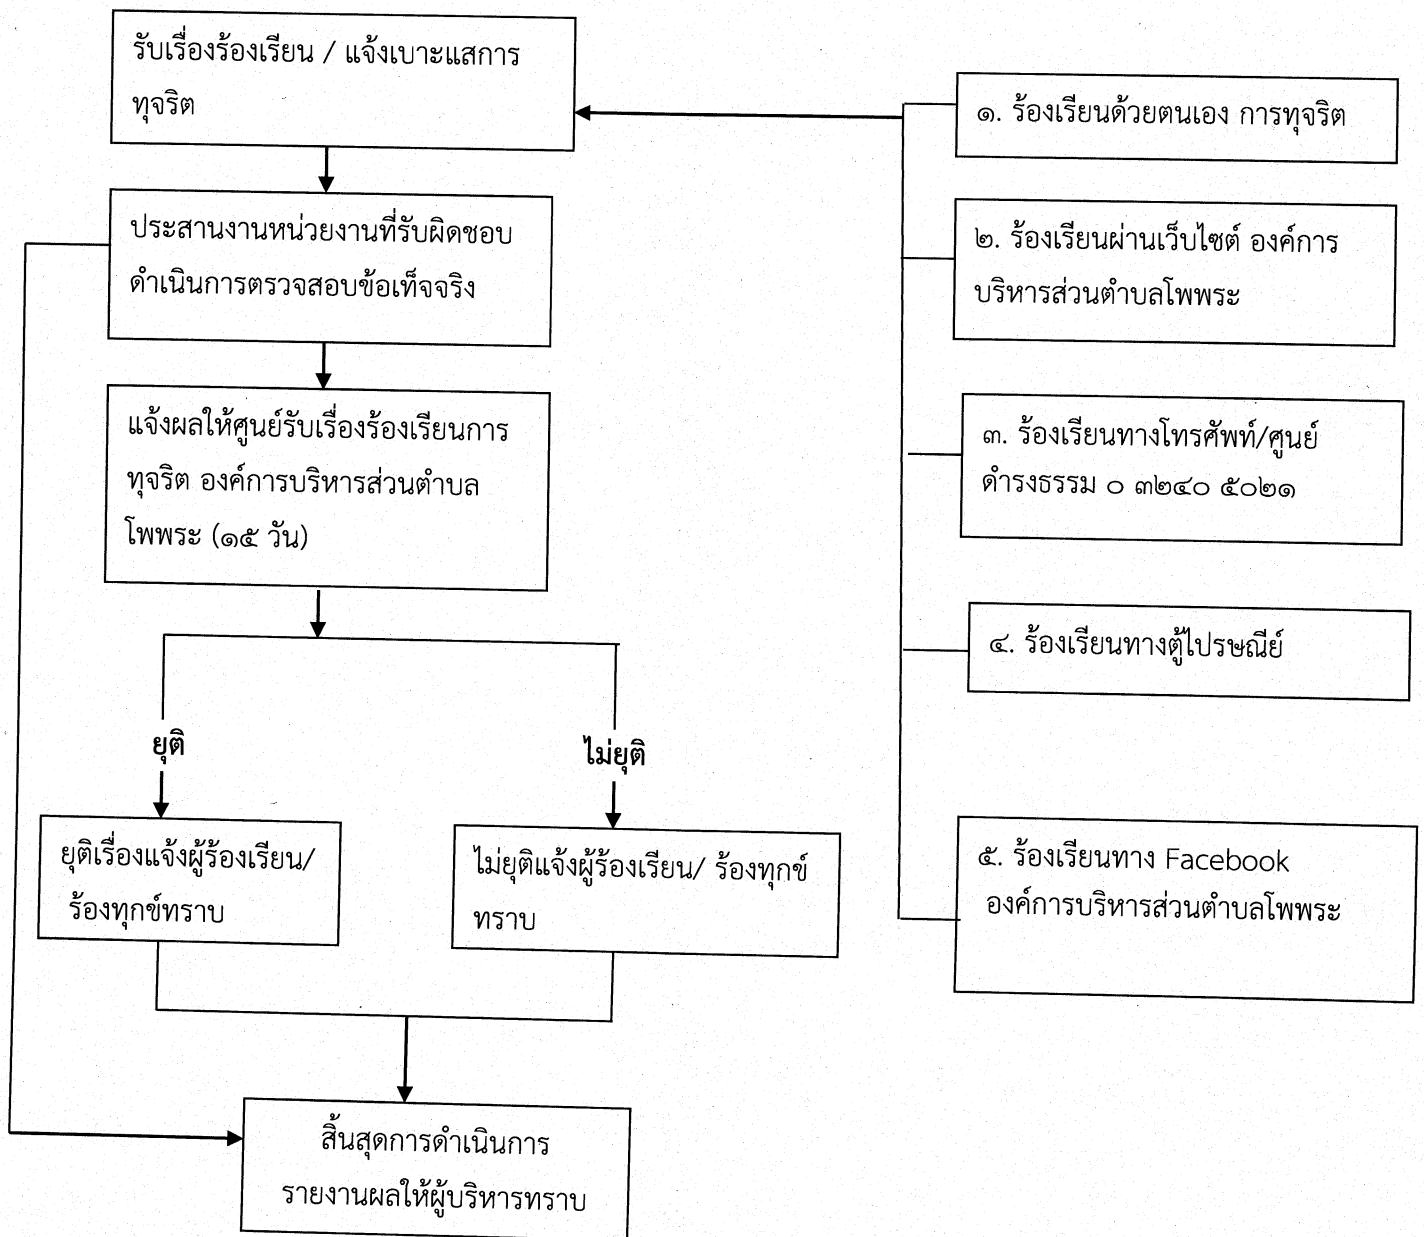 รับเรื่องร้องเรียน / แจ้งเบาะแสการ
ทุจริต
ประสานงานหน่วยงานที่รับผิดชอบ
ดำเนินการตรวจสอบข้อเท็จจริง
แจ้งผลให้ศูนย์รับเรื่องร้องเรียนการ
ทุจริต องค์การบริหารส่วนตำบล
โพพระ (๑๕ วัน)
ยุติ
ไม่ยุติ
ยุติเรื่องแจ้งผู้ร้องเรียน/
ร้องทุกข์ทราบ
ไม่ยุติแจ้งผู้ร้องเรียน/ ร้องทุกข์
ทราบ
สิ้นสุดการดำเนินการ
รายงานผลให้ผู้บริหารทราบ
๑. ร้องเรียนด้วยตนเอง การทุจริต
๒. ร้องเรียนผ่านเว็บไซต์ องค์การ
บริหารส่วนตำบลโพพระ
๓. ร้องเรียนทางโทรศัพท์/ศูนย์
ดำรงธรรม ๐ ๓๒๔๐ ๕๐๒๑
๔. ร้องเรียนทางตู้ไปรษณีย์
๕. ร้องเรียนทาง Facebook
องค์การบริหารส่วนตำบลโพพระ